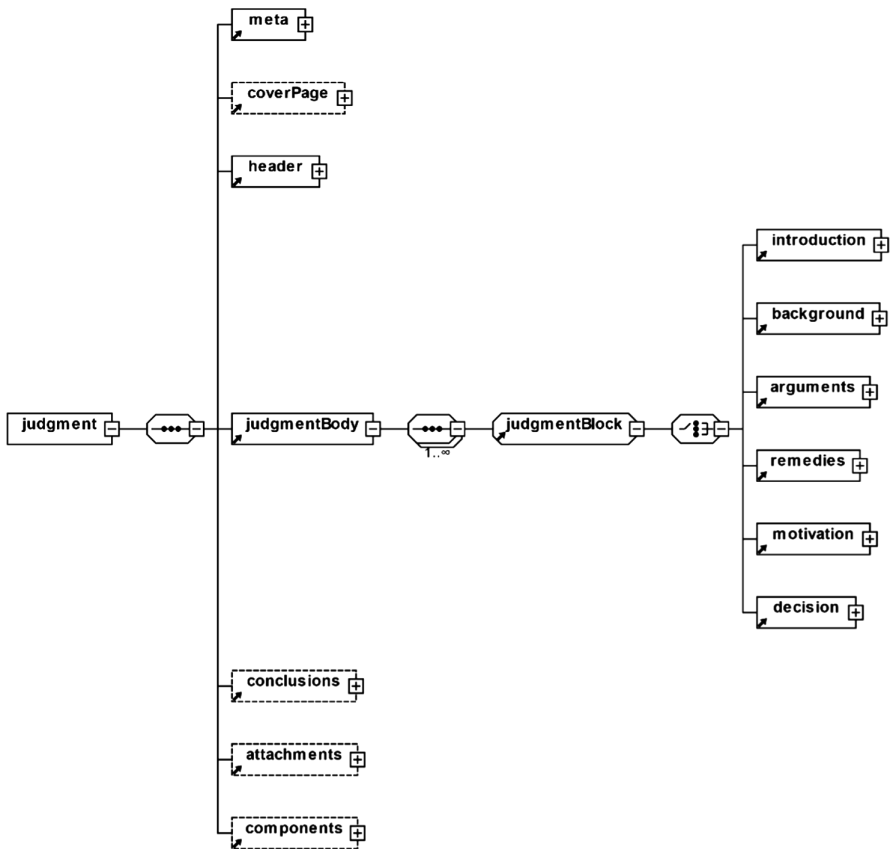 meta
coverPage
header
introduction
background
arguments
judgment
judgmentBody
1..∞
judgmentBlock
remedies
motivation
decision
conclusions
attachments
components